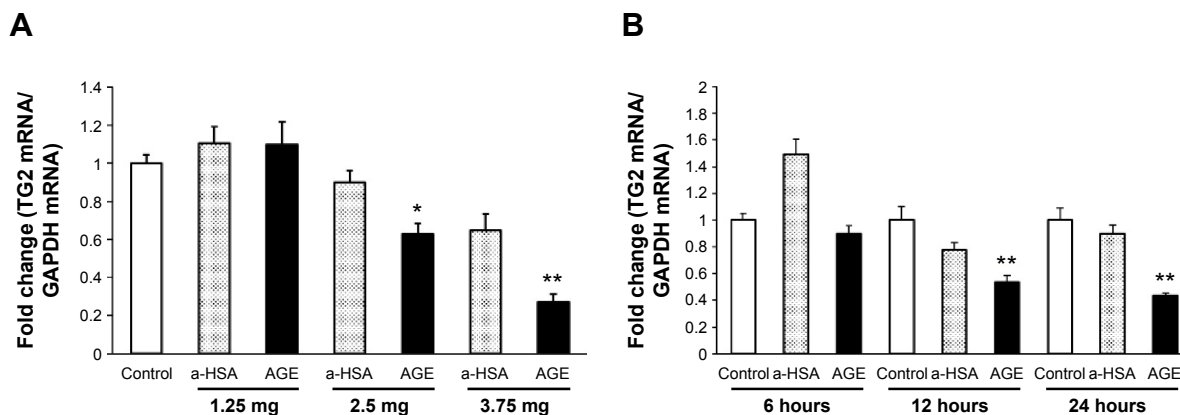 A
Fold change (TG2 mRNA/
GAPDH mRNA)
1.4
1.2
1
0.8
0.6
0.4
0.2
0
*
**
Control
a-HSA
AGE
a-HSA
AGE
a-HSA
AGE
1.25 mg
2.5 mg
3.75 mg
B
Fold change (TG2 mRNA/
GAPDH mRNA)
2
1.8
1.6
1.4
1.2
1
0.8
0.6
0.4
0.2
0
**
**
Control a-HSA AGE Control a-HSA AGE Control a-HSA AGE
6 hours
12 hours
24 hours